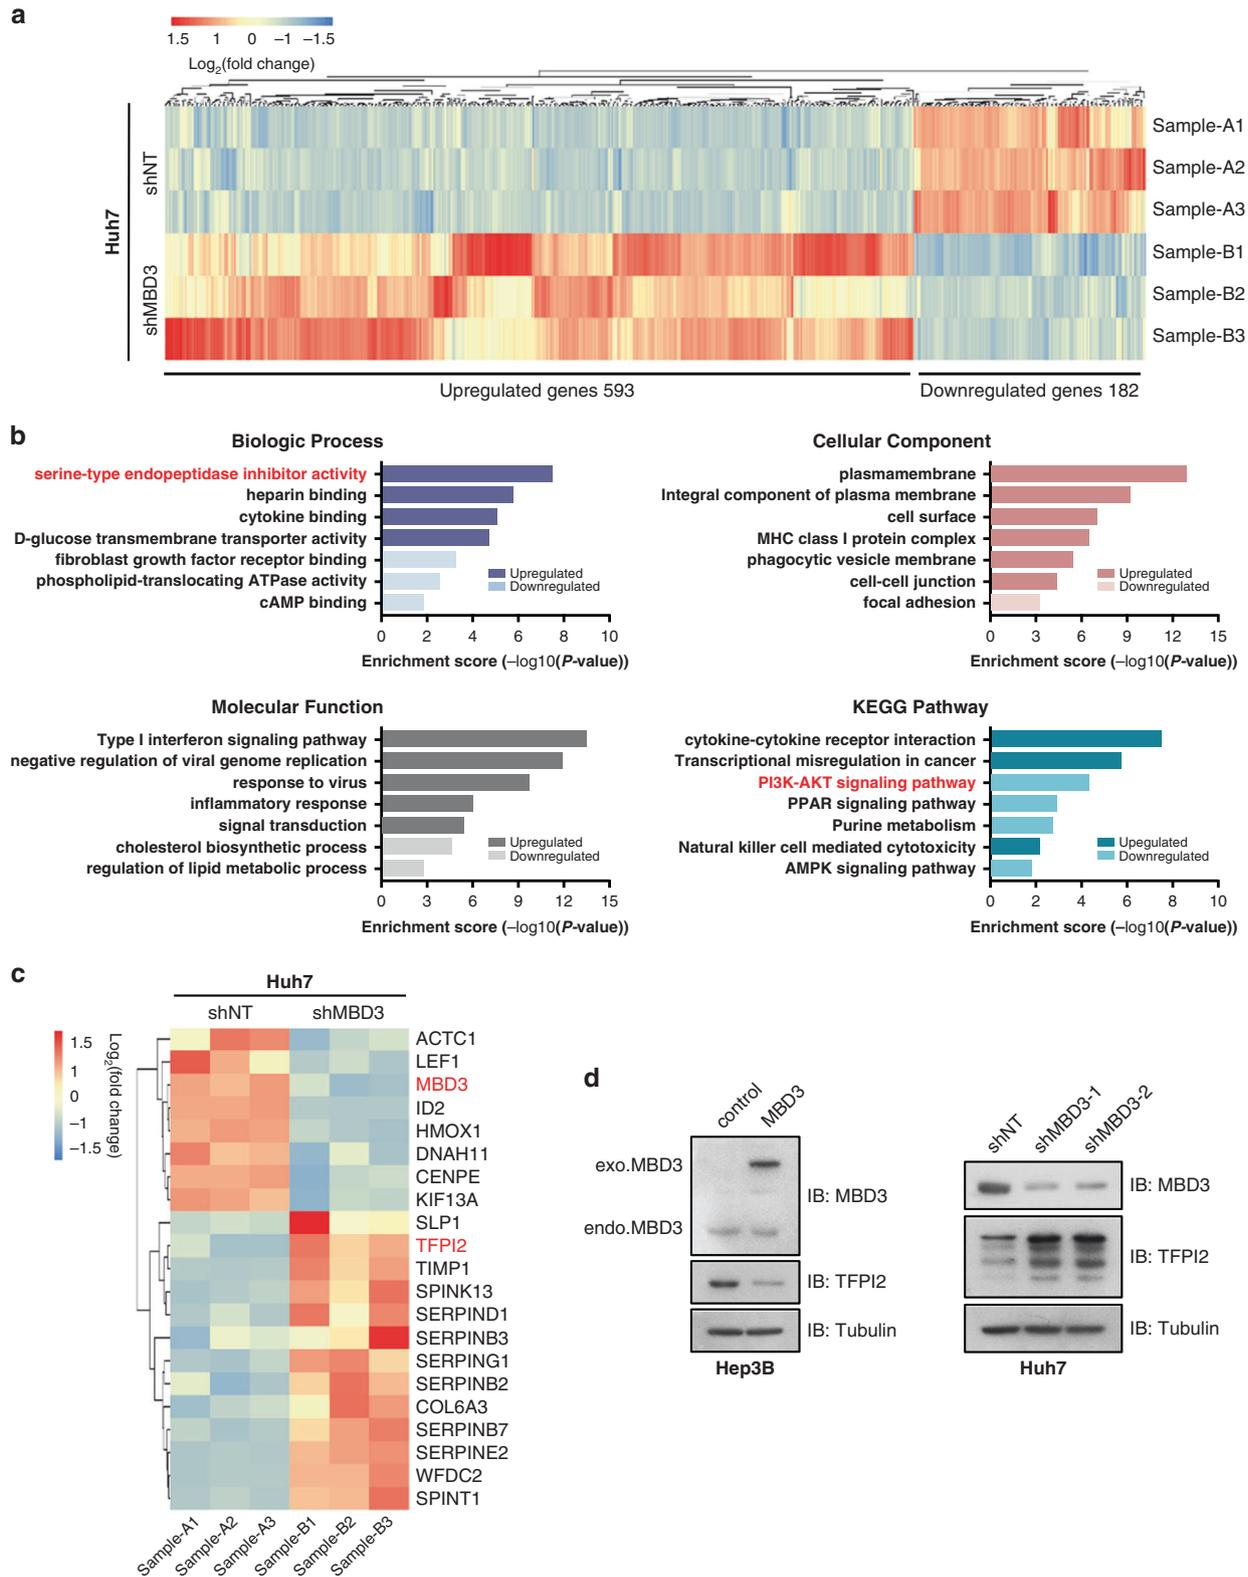 a
1.5 1 0 −1 −1.5
Log2(fold change)
Huh7
shNT
shMBD3
Sample-A1
Sample-A2
Sample-A3
Sample-B1
Sample-B2
Sample-B3
Upregulated genes 593
Downregulated genes 182
b
Biologic Process
serine-type endopeptidase inhibitor activity
heparin binding
cytokine binding
D-glucose transmembrane transporter activity
fibroblast growth factor receptor binding
phospholipid-translocating ATPase activity
cAMP binding
Upregulated
Downregulated
0 2 4 6 8 10
Enrichment score (–log10(P-value))
Cellular Component
plasmamembrane
Integral component of plasma membrane
cell surface
MHC class I protein complex
phagocytic vesicle membrane
cell-cell junction
focal adhesion
Upregulated
Downregulated
0 3 6 9 12 15
Enrichment score (–log10(P-value))
Molecular Function
Type I interferon signaling pathway
negative regulation of viral genome replication
response to virus
inflammatory response
signal transduction
cholesterol biosynthetic process
regulation of lipid metabolic process
Upregulated
Downregulated
0 3 6 9 12 15
Enrichment score (–log10(P-value))
KEGG Pathway
cytokine-cytokine receptor interaction
Transcriptional misregulation in cancer
PI3K-AKT signaling pathway
PPAR signaling pathway
Purine metabolism
Natural killer cell mediated cytotoxicity
AMPK signaling pathway
Upregulated
Downregulated
0 2 4 6 8 10
Enrichment score (–log10(P-value))
c
Huh7
shNT shMBD3
1.5
1
0
−1
−1.5
Log2(fold change)
ACTC1
LEF1
MBD3
ID2
HMOX1
DNAH11
CENPE
KIF13A
SLP1
TFPI2
TIMP1
SPINK13
SERPIND1
SERPINB3
SERPING1
SERPINB2
COL6A3
SERPINB7
SERPINE2
WFDC2
SPINT1
Sample-A1
Sample-A2
Sample-A3
Sample-B1
Sample-B2
Sample-B3
d
control
MBD3
exo.MBD3
endo.MBD3
IB: MBD3
IB: TFPI2
IB: Tubulin
Hep3B
shNT
shMBD3-1
shMBD3-2
IB: MBD3
IB: TFPI2
IB: Tubulin
Huh7